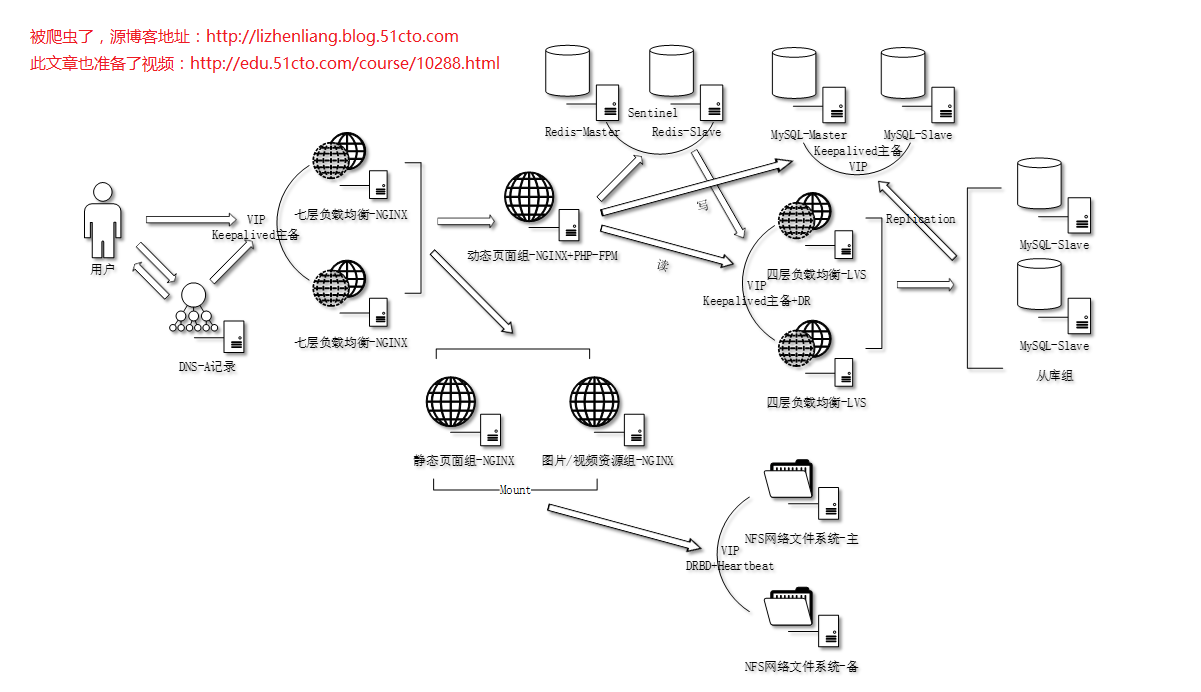 被爬虫了，源博客地址：http://lizhenliang.blog.51cto.com
此文章也准备了视频：http://edu.51cto.com/course/10288.html
Sentinel
Redis-Master
Redis-Slave
MySQL-Master
MySQL-Slave
Keepalived主备
VIP
七层负载均衡-NGINX
VIP
Keepalived主备
用户
DNS-A记录
七层负载均衡-NGINX
动态页面组-NGINX+PHP-FPM
写
读
四层负载均衡-LVS
VIP
Keepalived主备+DR
四层负载均衡-LVS
Replication
MySQL-Slave
MySQL-Slave
从库组
静态页面组-NGINX
图片/视频资源组-NGINX
Mount
NFS网络文件系统-主
VIP
DRBD+Heartbeat
NFS网络文件系统-备